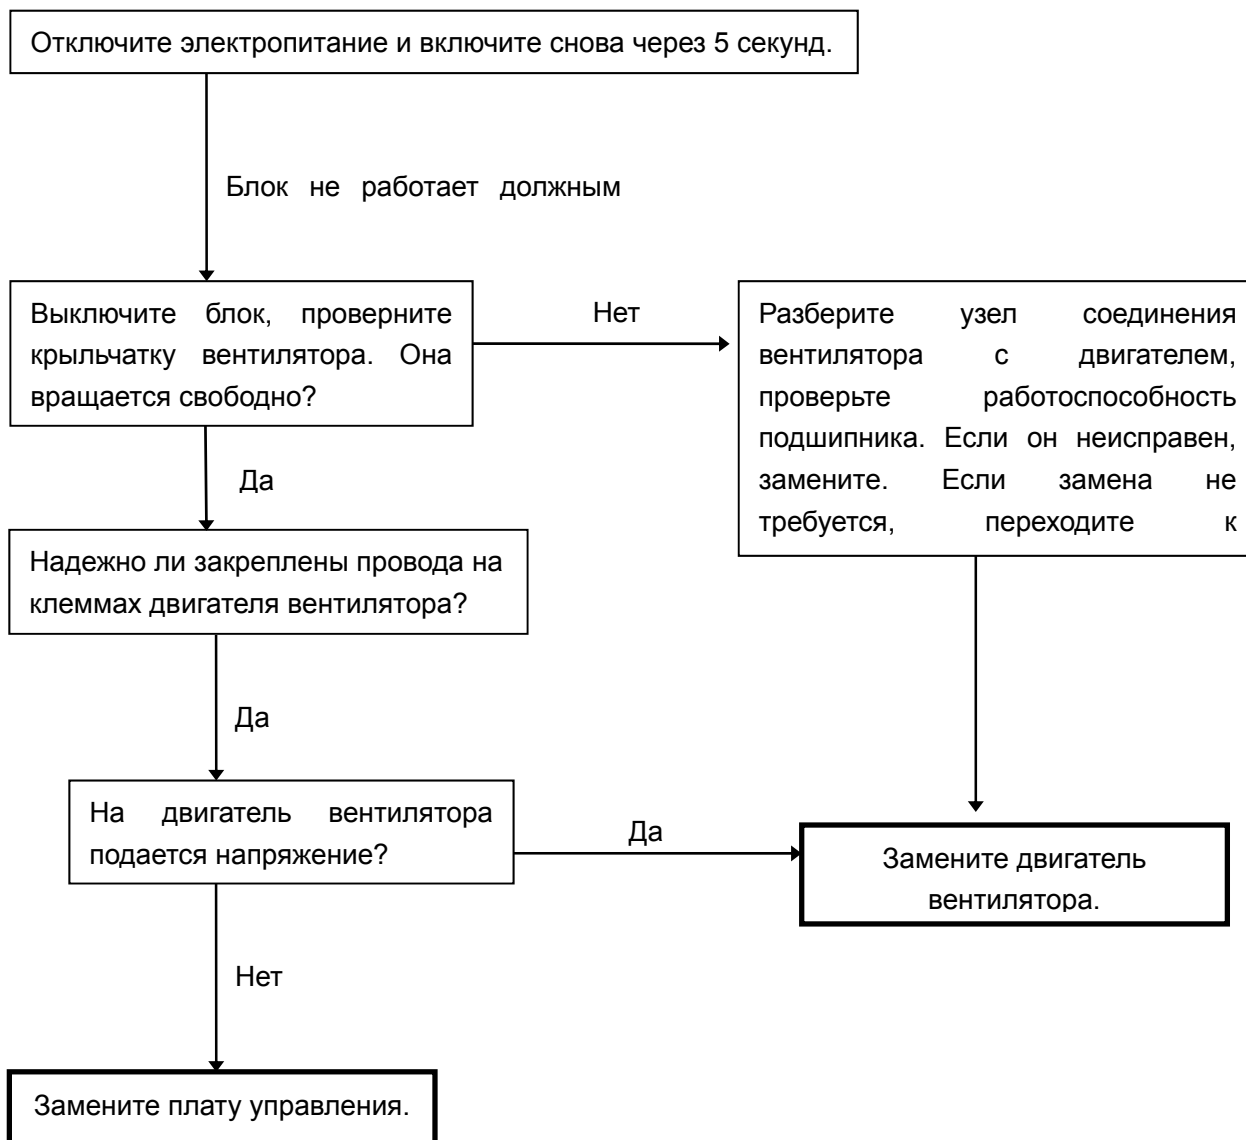 Отключите электропитание и включите снова через 5 секунд.
Блок не работает должным
Выключите блок, проверните
крыльчатку вентилятора. Она
вращается свободно?
Нет
Разберите узел соединения
вентилятора с двигателем,
проверьте работоспособность
подшипника. Если он неисправен,
замените. Если замена не
требуется, переходите к
Да
Надежно ли закреплены провода на
клеммах двигателя вентилятора?
Да
На двигатель вентилятора
подается напряжение?
Да
Замените двигатель
вентилятора.
Нет
Замените плату управления.